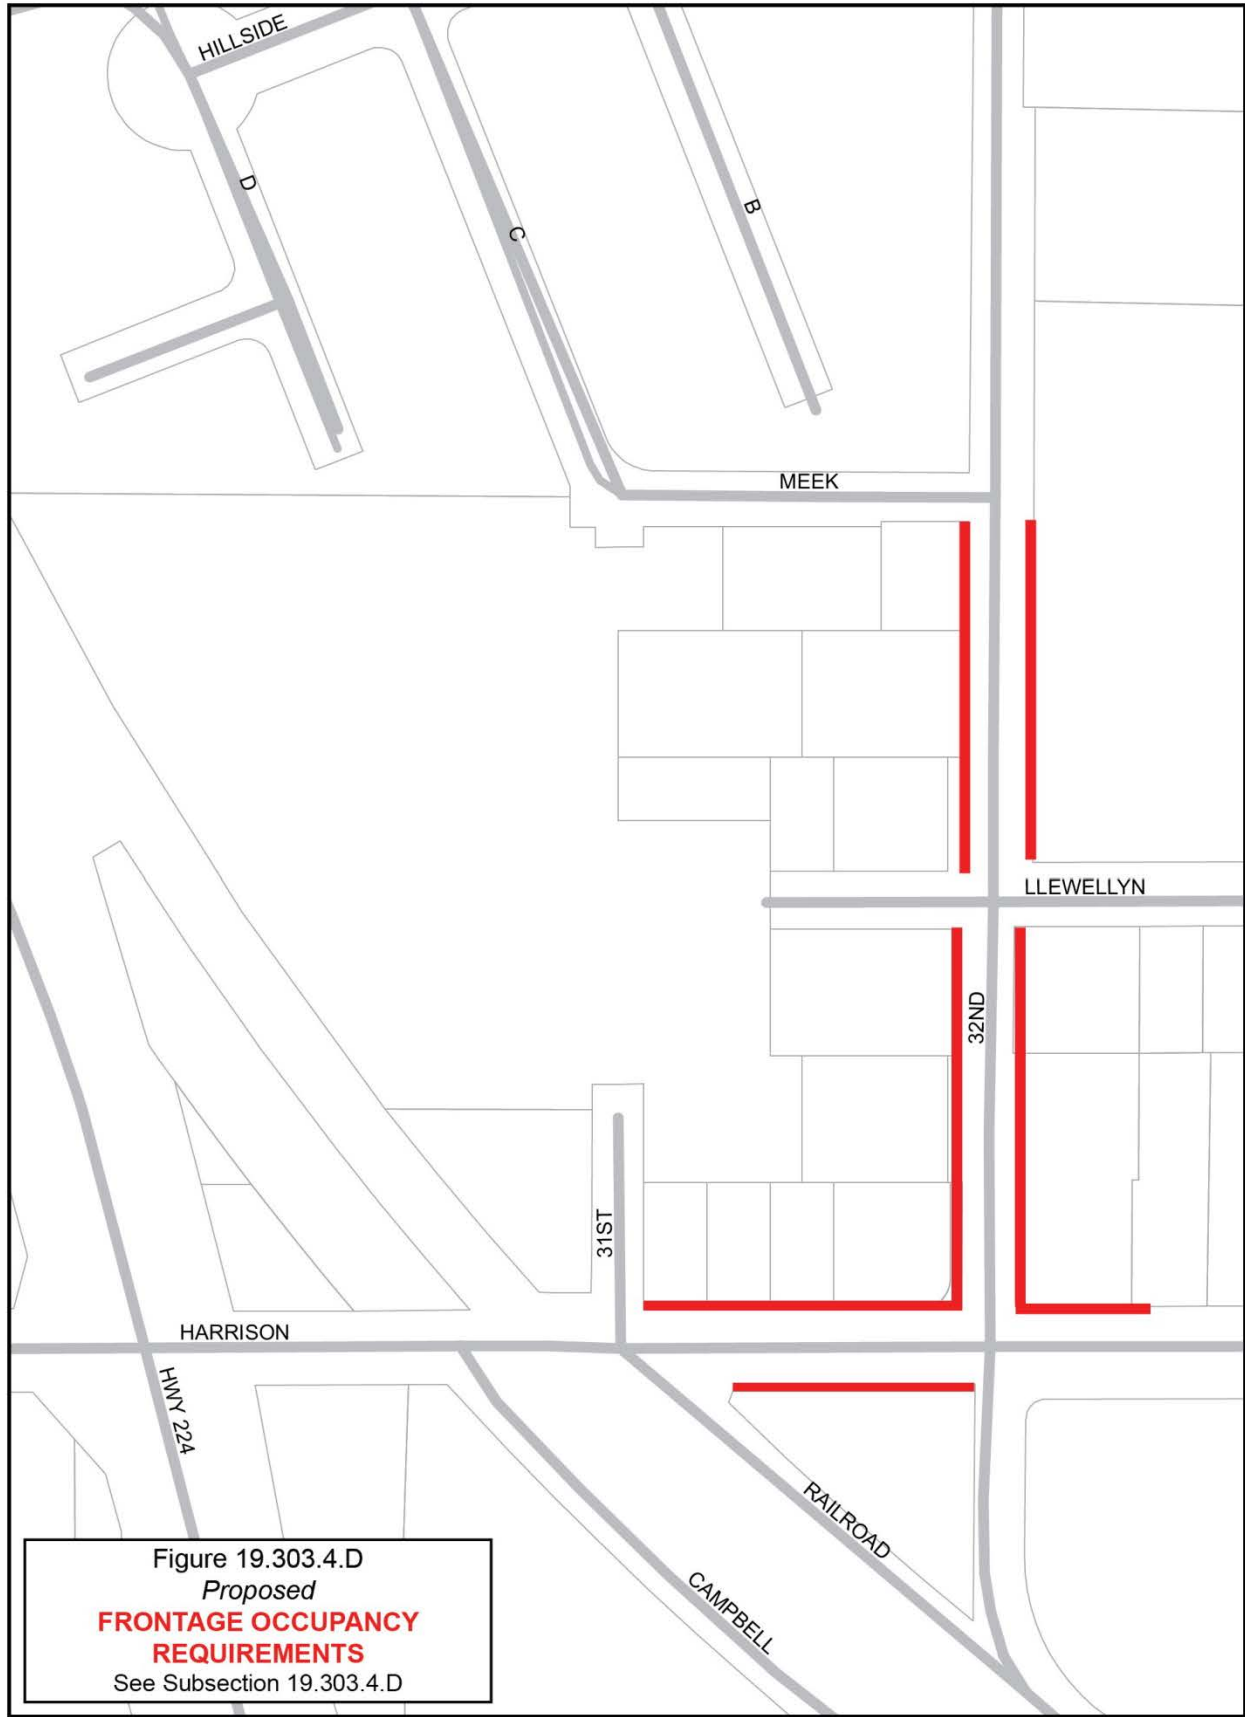 HILLSIDE
D
C
B
MEEK
LLEWELLYN
32ND
31ST
HARRISON
HWY 224
RAILROAD
CAMPBELL
Figure 19.303.4.D
Proposed
FRONTAGE OCCUPANCY
REQUIREMENTS
See Subsection 19.303.4.D